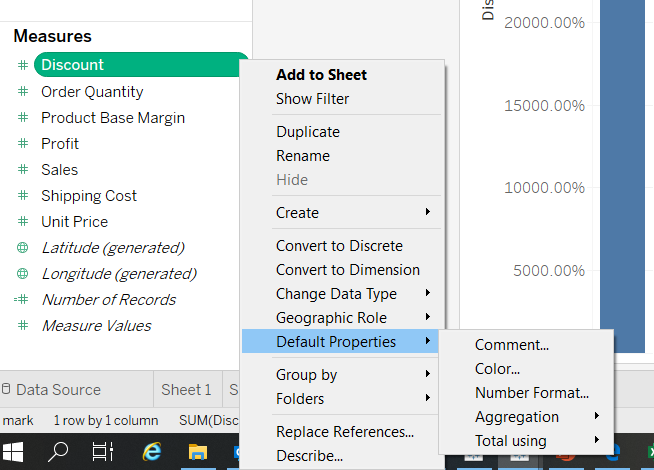 Measures
Discount
Order Quantity
Product Base Margin
Profit
Sales
Shipping Cost
Unit Price
Latitude (generated)
Longitude (generated)
Number of Records
Measure Values
Add to Sheet
Show Filter
Duplicate
Rename
Hide
Create
Convert to Discrete
Convert to Dimension
Change Data Type
Geographic Role
Default Properties
Group by
Folders
Replace References...
Describe...
Comment...
Color...
Number Format...
Aggregation
Total using
Dis
20000.00%
15000.00%
10000.00%
5000.00%
Data Source
Sheet 1
S
mark
1 row by 1 column
SUM(Disc